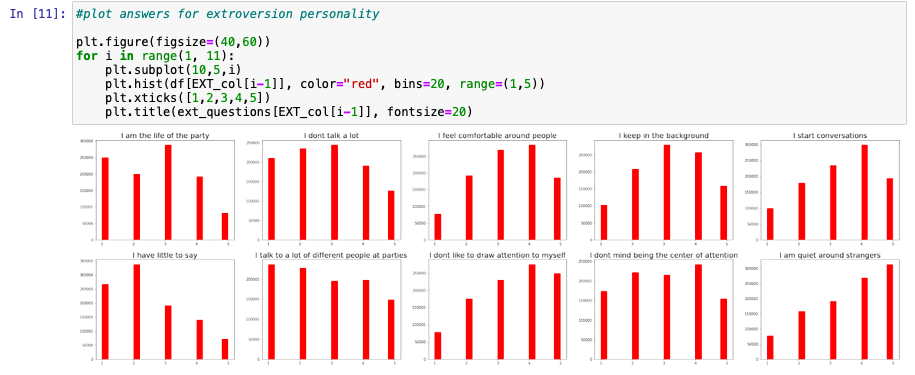 In [11]: #plot answers for extroversion personality
plt.figure(figsize=(40,60))
for i in range(1, 11):
    plt.subplot(10,5,i)
    plt.hist(df[EXT_col[i-1]], color="red", bins=20, range=(1,5))
    plt.xticks([1,2,3,4,5])
    plt.title(ext_questions[EXT_col[i-1]], fontsize=20)
I am the life of the party
I dont talk a lot
I feel comfortable around people
I keep in the background
I start conversations
I have little to say
I talk to a lot of different people at parties
I dont like to draw attention to myself
I dont mind being the center of attention
I am quiet around strangers